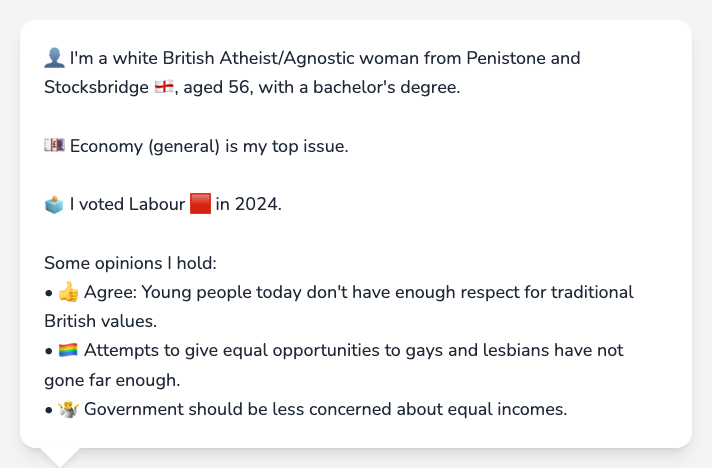 👤 I'm a white British Atheist/Agnostic woman from Penistone and
Stocksbridge 🏴󠁧󠁢󠁥󠁮󠁧󠁿, aged 56, with a bachelor's degree.
💷 Economy (general) is my top issue.
🗳️ I voted Labour 🟥 in 2024.
Some opinions I hold:
• 👍 Agree: Young people today don't have enough respect for traditional
British values.
• 🏳️‍🌈 Attempts to give equal opportunities to gays and lesbians have not
gone far enough.
• 🤷 Government should be less concerned about equal incomes.